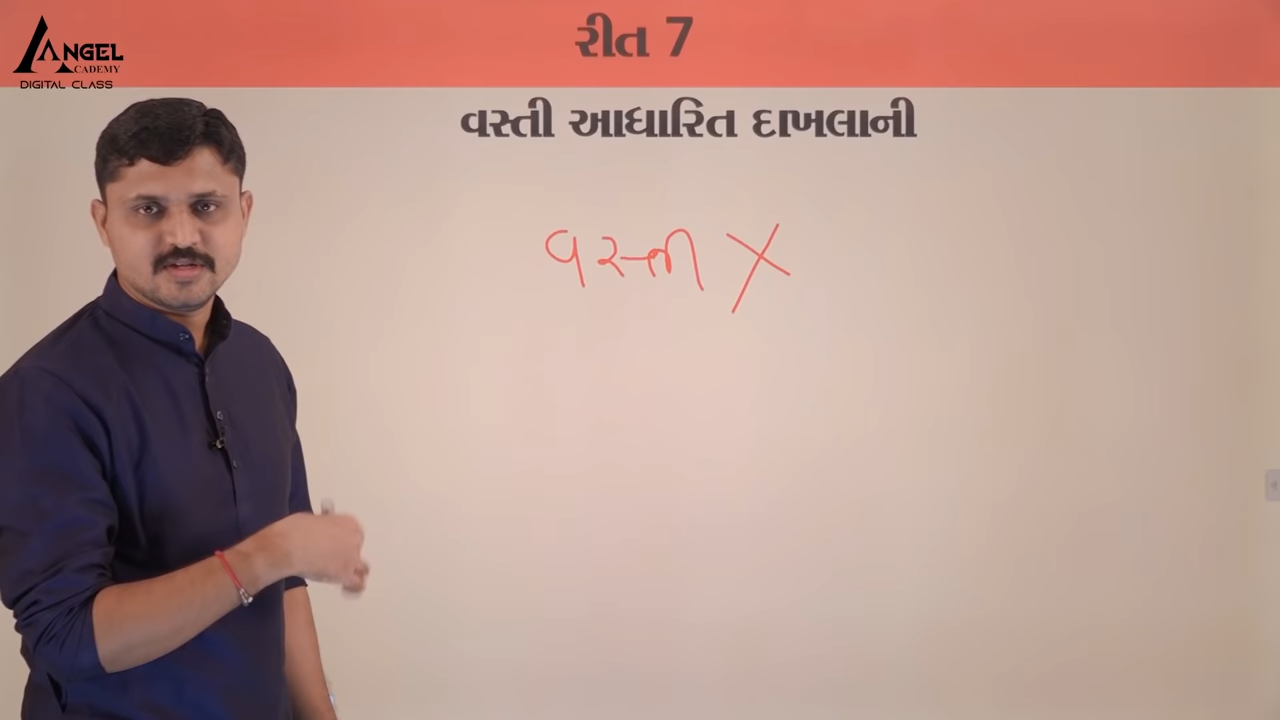 ANGEL
ACADEMY
DIGITAL CLASS
રીત 7
વસ્તી આધારિત દાખલાની
વસ્તી X